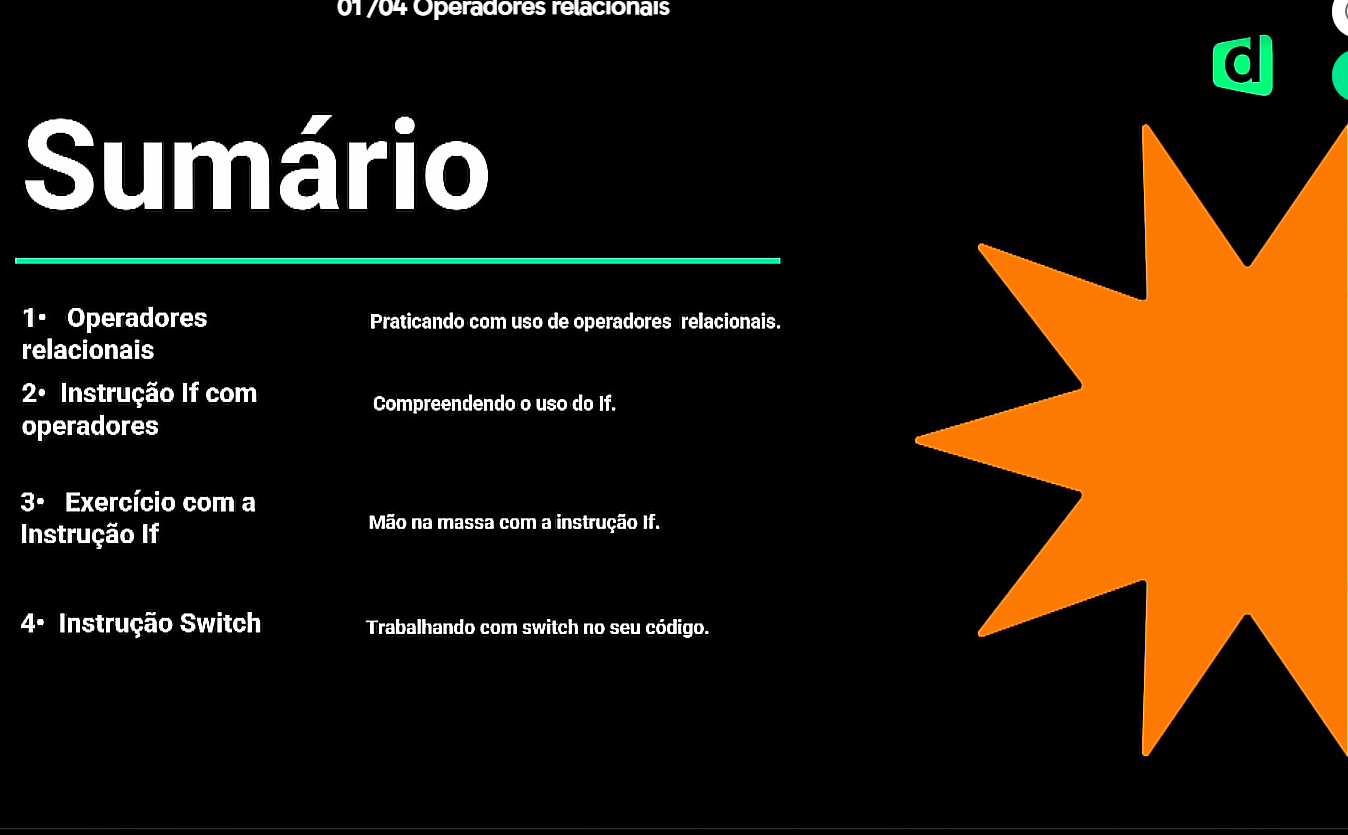 01 /04 Operadores relacionais
d
Sumário
1• Operadores
relacionais
Praticando com uso de operadores relacionais.
2• Instrução If com
operadores
Compreendendo o uso do If.
3• Exercício com a
Instrução If
Mão na massa com a instrução If.
4• Instrução Switch
Trabalhando com switch no seu código.